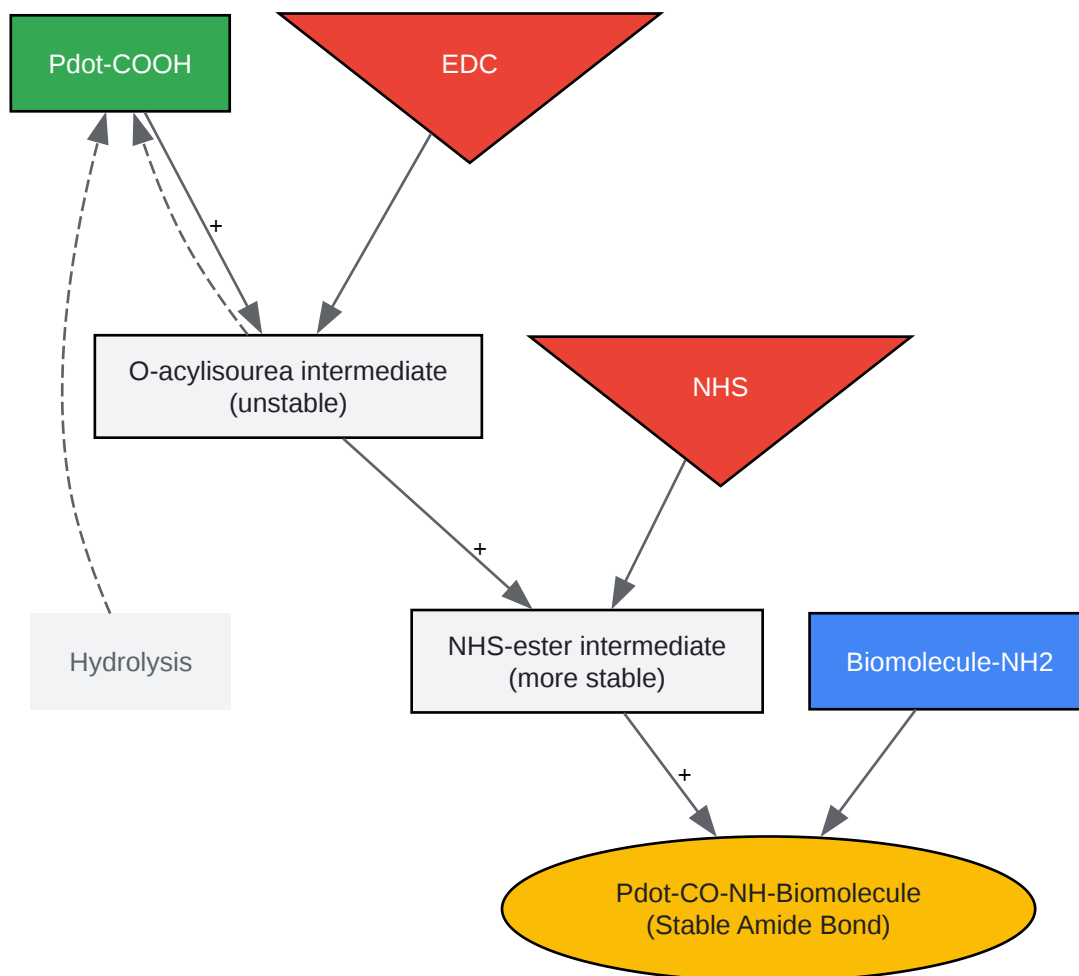 Pdot-COOH
EDC
+
O-acylisourea intermediate
(unstable)
NHS
+
NHS-ester intermediate
(more stable)
Hydrolysis
Biomolecule-NH2
+
Pdot-CO-NH-Biomolecule
(Stable Amide Bond)